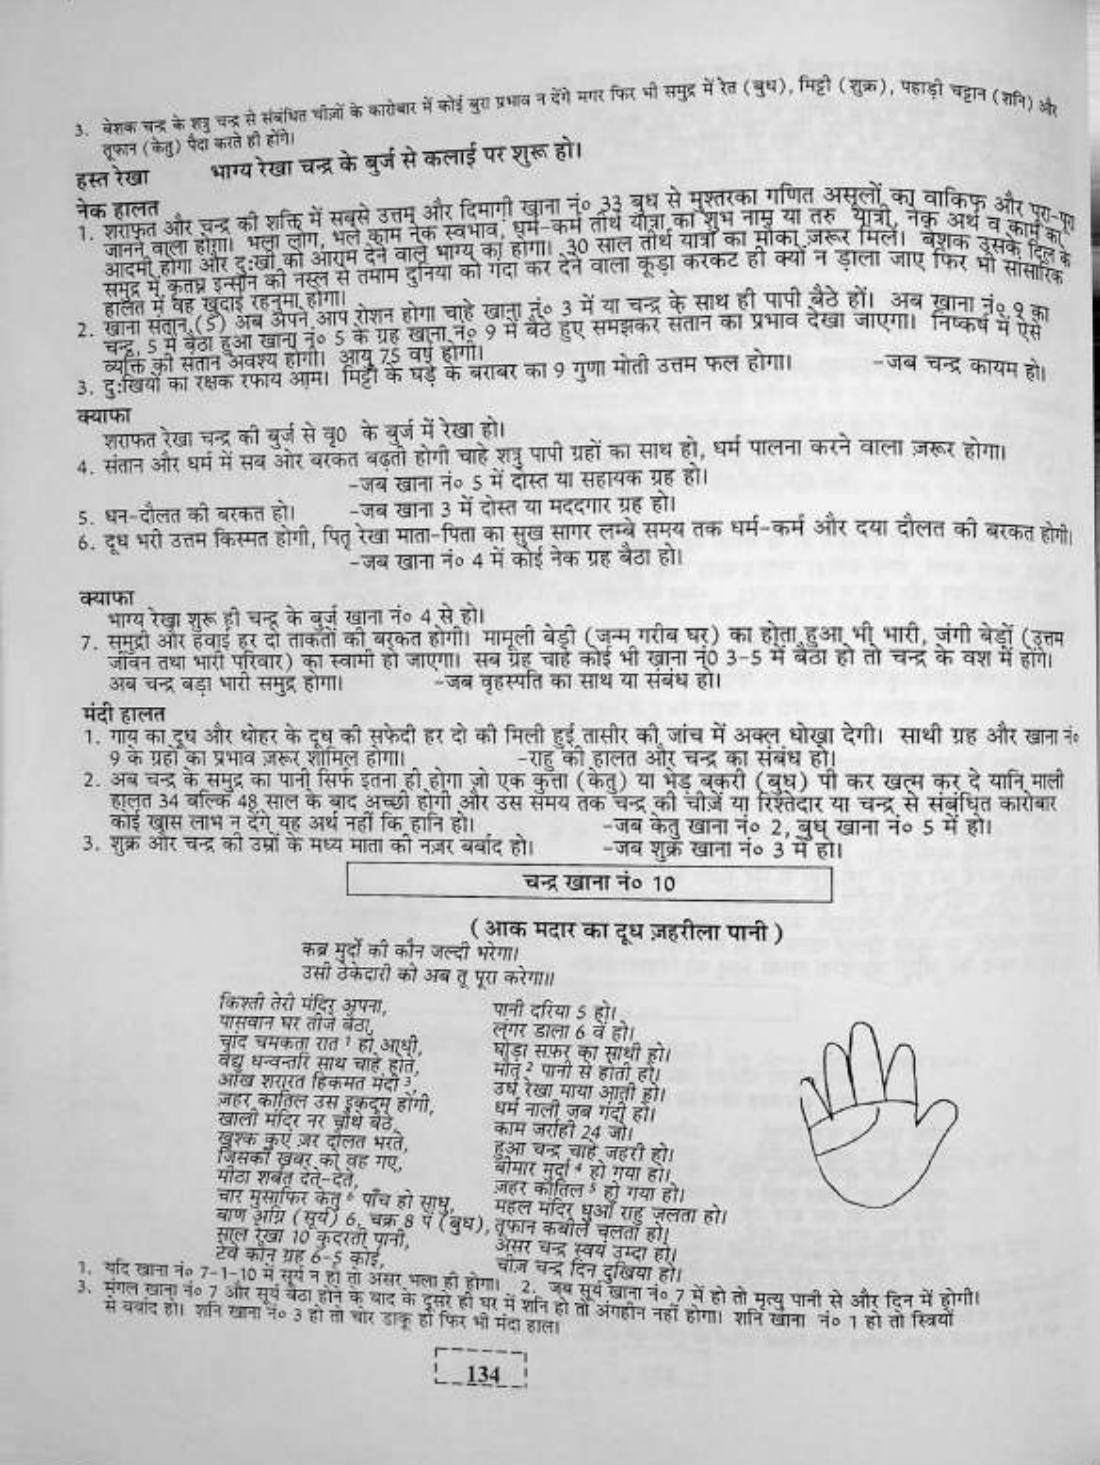 3. बेशक चन्द्र के शत्रु चन्द्र से संबंधित चीज़ों के कारोबार में कोई बुरा प्रभाव न देंगे मगर फिर भी समुद्र में रेत (बुध), मिट्टी (शुक्र), पहाड़ी चट्टान (शनि) और
तूफान (केतु) पैदा करते ही होंगे।
हस्त रेखा भाग्य रेखा चन्द्र के बुर्ज से कलाई पर शुरू हो।
नेक हालत
1. शराफत और चन्द्र की शक्ति में सबसे उत्तम और दिमागी खाना नं० 33 बुध से मुश्तरका गणित असूलों का वाकिफ और पूरा-पूरा
जानने वाला होगा। भला लोग, भले काम नेक स्वभाव, धर्म-कर्म तीर्थ यात्रा का शुभ नाम या तरु यात्री, नेक अर्थ व काम का
आदमी होगा और दुःखों को आराम देने वाले भाग्य का होगा। 30 साल तीर्थ यात्रा का मौका ज़रूर मिले। बेशक उसके दिल के
समुद्र में कृतघ्न इन्सान की नस्ल से तमाम दुनिया को गंदा कर देने वाला कूड़ा करकट ही क्यों न डाला जाए फिर भी सांसारिक
हालत में वह खुदाई रहनुमा होगा।
2. खाना संतान (5) अब अपने आप रोशन होगा चाहे खाना नं० 3 में या चन्द्र के साथ ही पापी बैठे हों। अब खाना नं० 9 का
चन्द्र, 5 में बैठा हुआ खाना नं० 5 के ग्रह खाना नं० 9 में बैठे हुए समझकर संतान का प्रभाव देखा जाएगा। निष्कर्ष में ऐसे
व्यक्ति की संतान अवश्य होगी। आयु 75 वर्ष होगी।
3. दुःखियों का रक्षक रफाय आम। मिट्टी के घड़े के बराबर का 9 गुणा मोती उत्तम फल होगा। -जब चन्द्र कायम हो।
क्याफा
शराफत रेखा चन्द्र की बुर्ज से वृ0 के बुर्ज में रेखा हो।
4. संतान और धर्म में सब ओर बरकत बढ़ती होगी चाहे शत्रु पापी ग्रहों का साथ हो, धर्म पालना करने वाला ज़रूर होगा।
-जब खाना नं० 5 में दोस्त या सहायक ग्रह हो।
5. धन-दौलत की बरकत हो। -जब खाना 3 में दोस्त या मददगार ग्रह हो।
6. दूध भरी उत्तम किस्मत होगी, पितृ रेखा माता-पिता का सुख सागर लम्बे समय तक धर्म-कर्म और दया दौलत की बरकत होगी।
-जब खाना नं० 4 में कोई नेक ग्रह बैठा हो।
क्याफा
भाग्य रेखा शुरू ही चन्द्र के बुर्ज खाना नं० 4 से हो।
7. समुद्री और हवाई हर दो ताकतों की बरकत होगी। मामूली बेड़ी (जन्म गरीब घर) का होता हुआ भी भारी, जंगी बेड़ों (उत्तम
जीवन तथा भारी परिवार) का स्वामी हो जाएगा। सब ग्रह चाहे कोई भी खाना नं0 3-5 में बैठा हो तो चन्द्र के वश में होंगे।
अब चन्द्र बड़ा भारी समुद्र होगा। -जब वृहस्पति का साथ या संबंध हो।
मंदी हालत
1. गाय का दूध और थोहर के दूध की सफेदी हर दो की मिली हुई तासीर की जांच में अक्ल धोखा देगी। साथी ग्रह और खाना नं०
9 के ग्रहों का प्रभाव ज़रूर शामिल होगा। -राहु की हालत और चन्द्र का संबंध हो।
2. अब चन्द्र के समुद्र का पानी सिर्फ इतना ही होगा जो एक कुत्ता (केतु) या भेड़ बकरी (बुध) पी कर खत्म कर दे यानि माली
हालत 34 बल्कि 48 साल के बाद अच्छी होगी और उस समय तक चन्द्र की चीज़ें या रिश्तेदार या चन्द्र से संबंधित कारोबार
कोई खास लाभ न देंगे यह अर्थ नहीं कि हानि हो। -जब केतु खाना नं० 2, बुध खाना नं० 5 में हो।
3. शुक्र और चन्द्र की उम्रों के मध्य माता की नज़र बर्बाद हो। -जब शुक्र खाना नं० 3 में हो।
चन्द्र खाना नं० 10
(आक मदार का दूध ज़हरीला पानी)
कब्र मुर्दों की कौन जल्दी भरेगा।
उसी ठेकेदारी को अब तू पूरा करेगा॥
किश्ती तेरी मंदिर अपना, पानी दरिया 5 हो।
पासवान घर तीजे बैठा, लंगर डाला 6 वें हो।
चांद चमकता रात ¹ हो आधी, घोड़ा सफ़र का साथी हो।
वैद्य धन्वन्तरि साथ चाहे होते, मौत ² पानी से होती हो।
आँख शरारत हिकमत मंदी ³, उर्ध रेखा माया आती हो।
ज़हर कातिल उस इकदम होगी, धर्म नाली जब गंदी हो।
खाली मंदिर नर चौथे बैठे, काम जर्राही 24 जो।
खुश्क कुएं ज़र दौलत भरते, हुआ चन्द्र चाहे जहरी हो।
जिसकी खबर को वह गए, बीमार मुर्दा ⁴ हो गया हो।
मीठा शर्बत देते-देते, ज़हर कातिल ⁵ हो गया हो।
चार मुसाफिर केतु ⁶ पाँच हो साधु, महल मंदिर धुआँ राहु जलता हो।
बाण अग्नि (सूर्य) 6, चक्र 8 पे (बुध), तूफान कबीले चलता हो।
साल रेखा 10 कुदरती पानी, असर चन्द्र स्वयं उम्दा हो।
टेवे कौन ग्रह 6-5 कोई, चीज़ चन्द्र दिन दुखिया हो।
1. यदि खाना नं० 7-1-10 में सूर्य न हो तो असर भला ही होगा। 2. जब सूर्य खाना नं० 7 में हो तो मृत्यु पानी से और दिन में होगी।
3. मंगल खाना नं० 7 और सूर्य बैठा होने के बाद के दूसरे ही घर में शनि हो तो अंगहीन नहीं होगा। शनि खाना नं० 1 हो तो स्त्रियों
से बर्बाद हो। शनि खाना नं० 3 हो तो चोर डाकू हो फिर भी मंदा हाल।
134